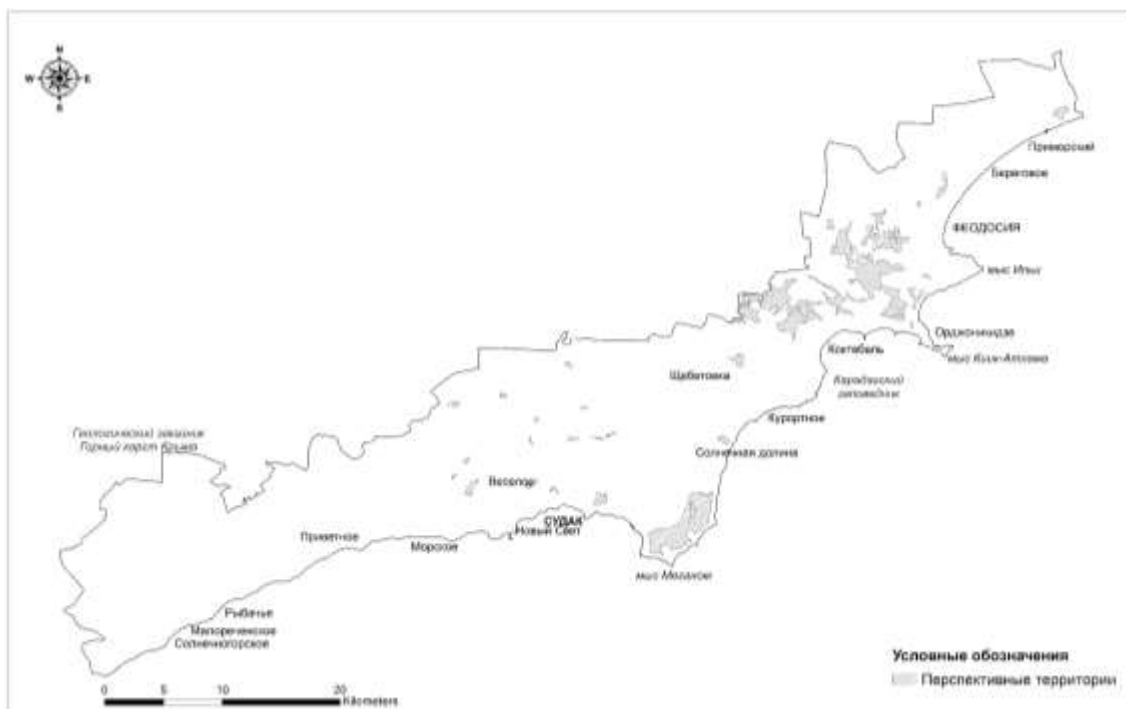 N
W E
S
Приморский
Береговое
ФЕОДОСИЯ
мыс Ильи
Орджоникидзе
Коктебель
мыс Киик-Атлама
Щебетовка
Карадагский
заповедник
Курортное
Геологический заказник
Горный карст Крыма
Солнечная долина
Веселое
СУДАК
Новый Свет
Приветное
Морское
мыс Меганом
Рыбачье
Малореченское
Солнечногорское
Условные обозначения
Перспективные территории
0 5 10 20
Kilometers